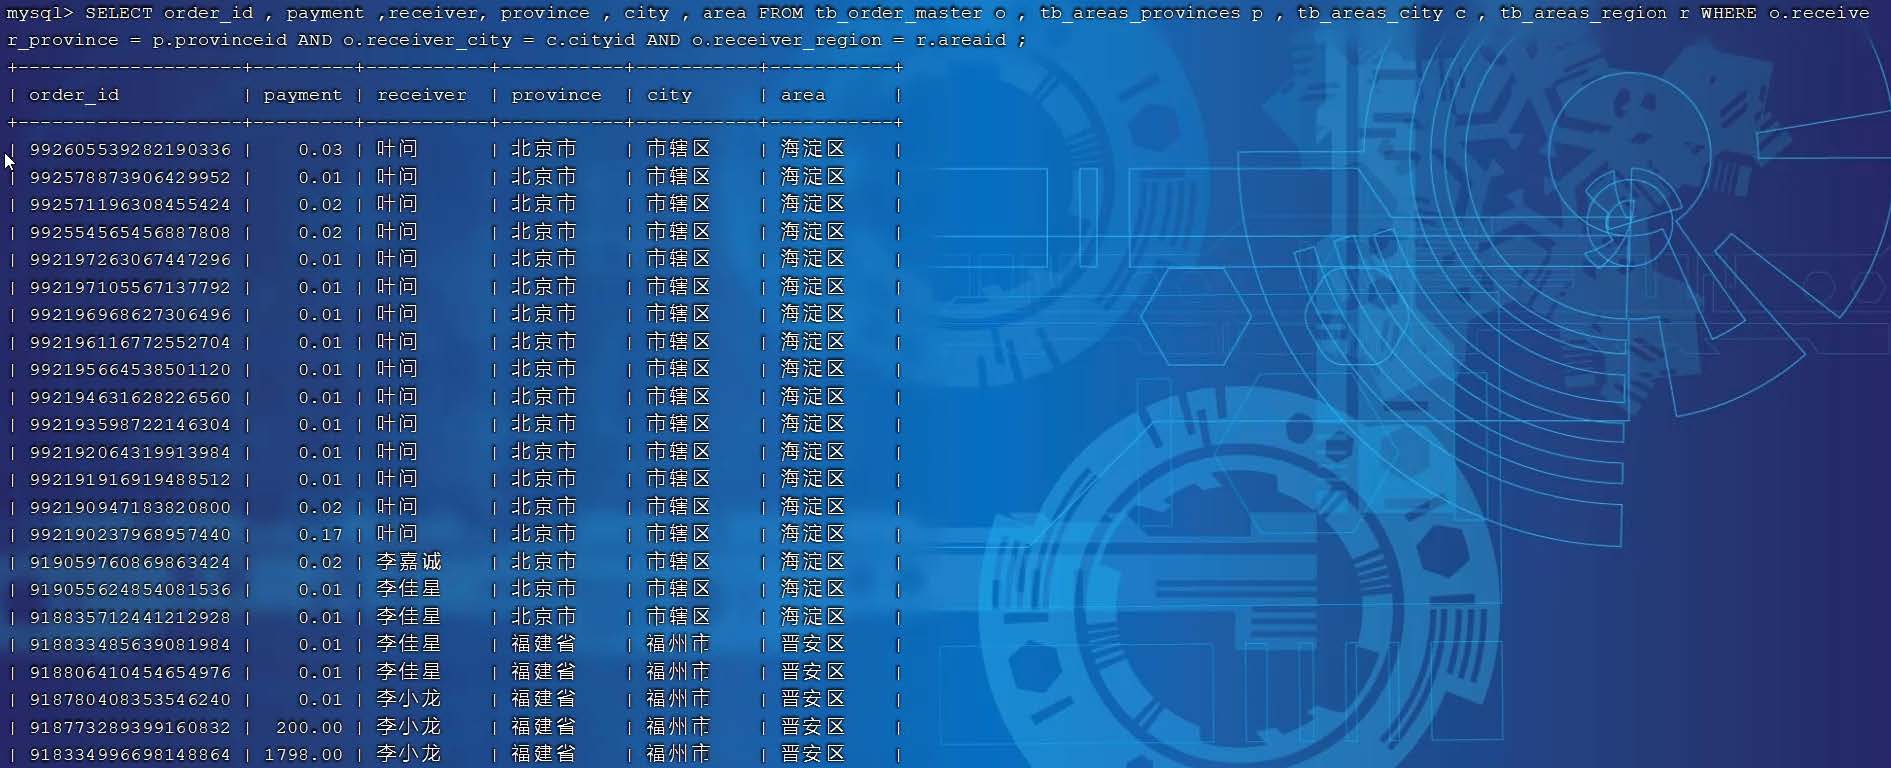 mysql> SELECT order_id , payment ,receiver, province , city , area FROM tb_order_master o , tb_areas_provinces p , tb_areas_city c , tb_areas_region r WHERE o.receive
r_province = p.provinceid AND o.receiver_city = c.cityid AND o.receiver_region = r.areaid ;
+--------------------+---------+-----------+-----------+-----------+-----------+
| order_id           | payment | receiver  | province  | city      | area      |
+--------------------+---------+-----------+-----------+-----------+-----------+
| 992605539282190336 |    0.03 | 叶问      | 北京市    | 市辖区    | 海淀区    |
| 992578873906429952 |    0.01 | 叶问      | 北京市    | 市辖区    | 海淀区    |
| 992571196308455424 |    0.02 | 叶问      | 北京市    | 市辖区    | 海淀区    |
| 992554565456887808 |    0.02 | 叶问      | 北京市    | 市辖区    | 海淀区    |
| 992197263067447296 |    0.01 | 叶问      | 北京市    | 市辖区    | 海淀区    |
| 992197105567137792 |    0.01 | 叶问      | 北京市    | 市辖区    | 海淀区    |
| 992196968627306496 |    0.01 | 叶问      | 北京市    | 市辖区    | 海淀区    |
| 992196116772552704 |    0.01 | 叶问      | 北京市    | 市辖区    | 海淀区    |
| 992195664538501120 |    0.01 | 叶问      | 北京市    | 市辖区    | 海淀区    |
| 992194631628226560 |    0.01 | 叶问      | 北京市    | 市辖区    | 海淀区    |
| 992193598722146304 |    0.01 | 叶问      | 北京市    | 市辖区    | 海淀区    |
| 992192064319913984 |    0.01 | 叶问      | 北京市    | 市辖区    | 海淀区    |
| 992191916919488512 |    0.01 | 叶问      | 北京市    | 市辖区    | 海淀区    |
| 992190947183820800 |    0.02 | 叶问      | 北京市    | 市辖区    | 海淀区    |
| 992190237968957440 |    0.17 | 叶问      | 北京市    | 市辖区    | 海淀区    |
| 919059760869863424 |    0.02 | 李嘉诚    | 北京市    | 市辖区    | 海淀区    |
| 919055624854081536 |    0.01 | 李佳星    | 北京市    | 市辖区    | 海淀区    |
| 918835712441212928 |    0.01 | 李佳星    | 北京市    | 市辖区    | 海淀区    |
| 918833485639081984 |    0.01 | 李佳星    | 福建省    | 福州市    | 晋安区    |
| 918806410454654976 |    0.01 | 李佳星    | 福建省    | 福州市    | 晋安区    |
| 918780408353546240 |    0.01 | 李小龙    | 福建省    | 福州市    | 晋安区    |
| 918773289399160832 |  200.00 | 李小龙    | 福建省    | 福州市    | 晋安区    |
| 918334996698148864 | 1798.00 | 李小龙    | 福建省    | 福州市    | 晋安区    |